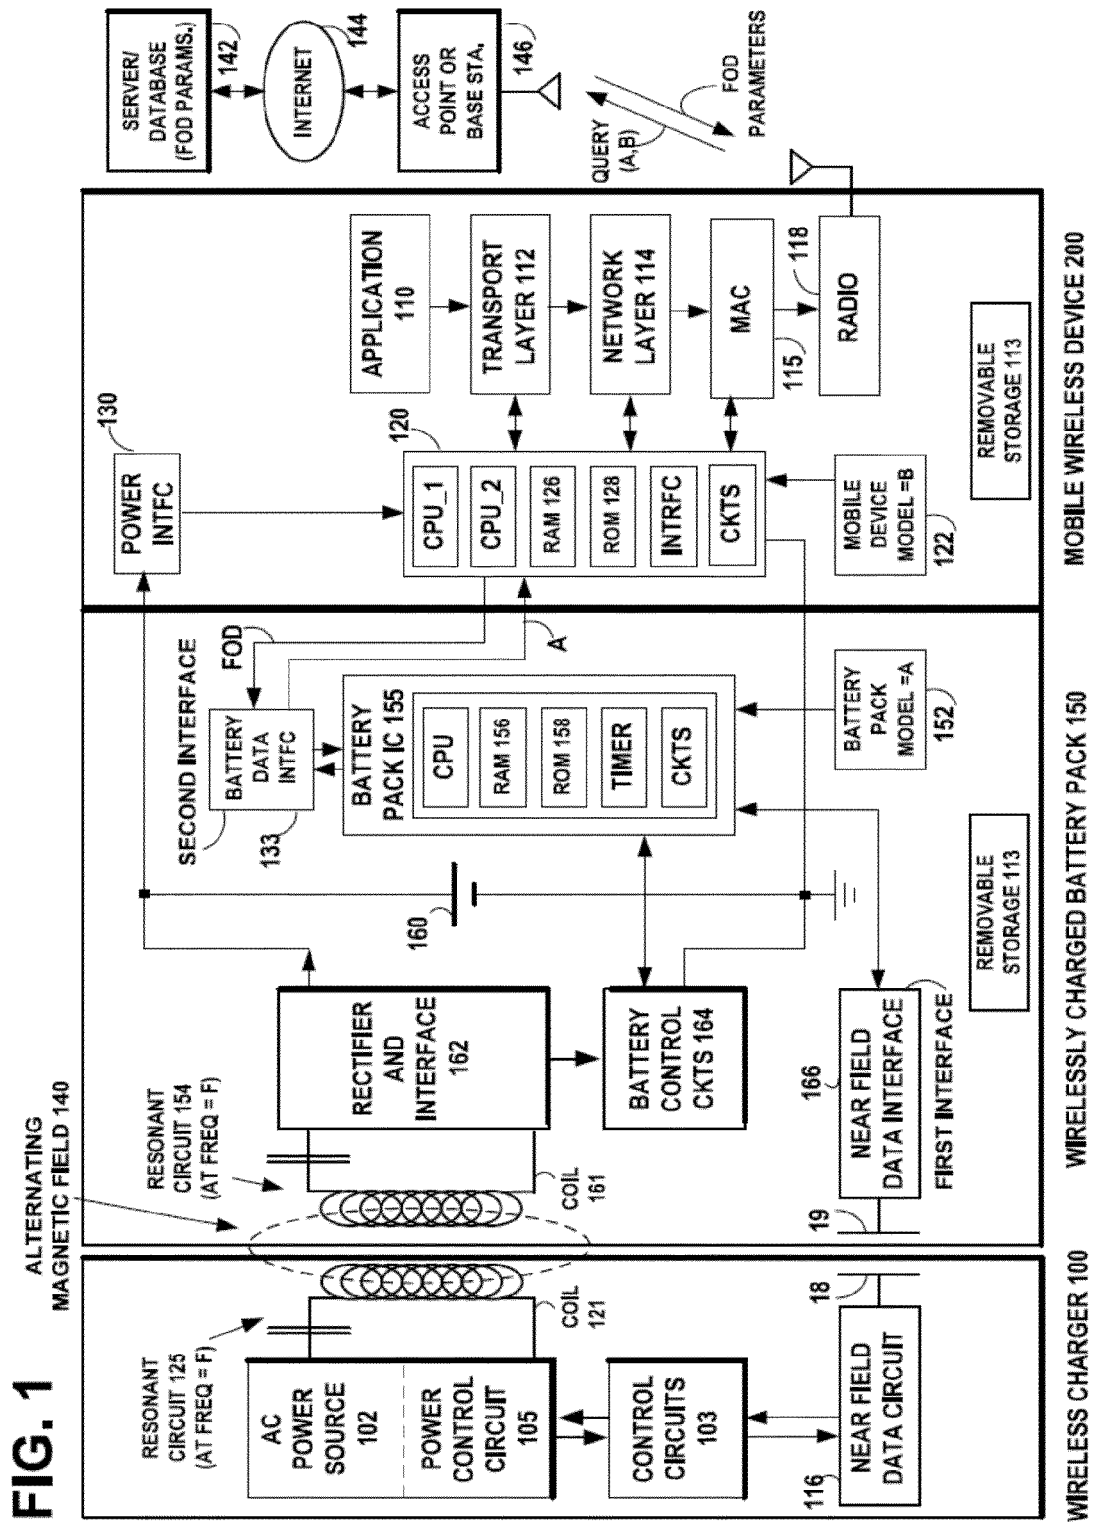 FIG. 1
ALTERNATING
MAGNETIC FIELD 140
RESONANT
CIRCUIT 125
(AT FREQ = F)
AC
POWER
SOURCE
102
POWER
CONTROL
CIRCUIT
105
COIL
121
CONTROL
CIRCUITS
103
116
NEAR FIELD
DATA CIRCUIT
18
WIRELESS CHARGER 100
RESONANT
CIRCUIT 154
(AT FREQ = F)
RECTIFIER
AND
INTERFACE
162
COIL
161
BATTERY
CONTROL
CKTS 164
166
NEAR FIELD
DATA INTERFACE
FIRST INTERFACE
19
160
SECOND INTERFACE
BATTERY
DATA
INTFC
133
FOD
A
BATTERY
PACK IC 155
CPU
RAM 156
ROM 158
TIMER
CKTS
BATTERY
PACK
MODEL =A
152
REMOVABLE
STORAGE 113
WIRELESSLY CHARGED BATTERY PACK 150
130
POWER
INTFC
120
CPU_1
CPU_2
RAM 126
ROM 128
INTRFC
CKTS
MOBILE
DEVICE
MODEL =B
122
APPLICATION
110
TRANSPORT
LAYER 112
NETWORK
LAYER 114
MAC
115
118
RADIO
REMOVABLE
STORAGE 113
MOBILE WIRELESS DEVICE 200
SERVER/
DATABASE
(FOD PARAMS.)
142
INTERNET
144
ACCESS
POINT OR
BASE STA.
146
QUERY
(A,B)
FOD
PARAMETERS